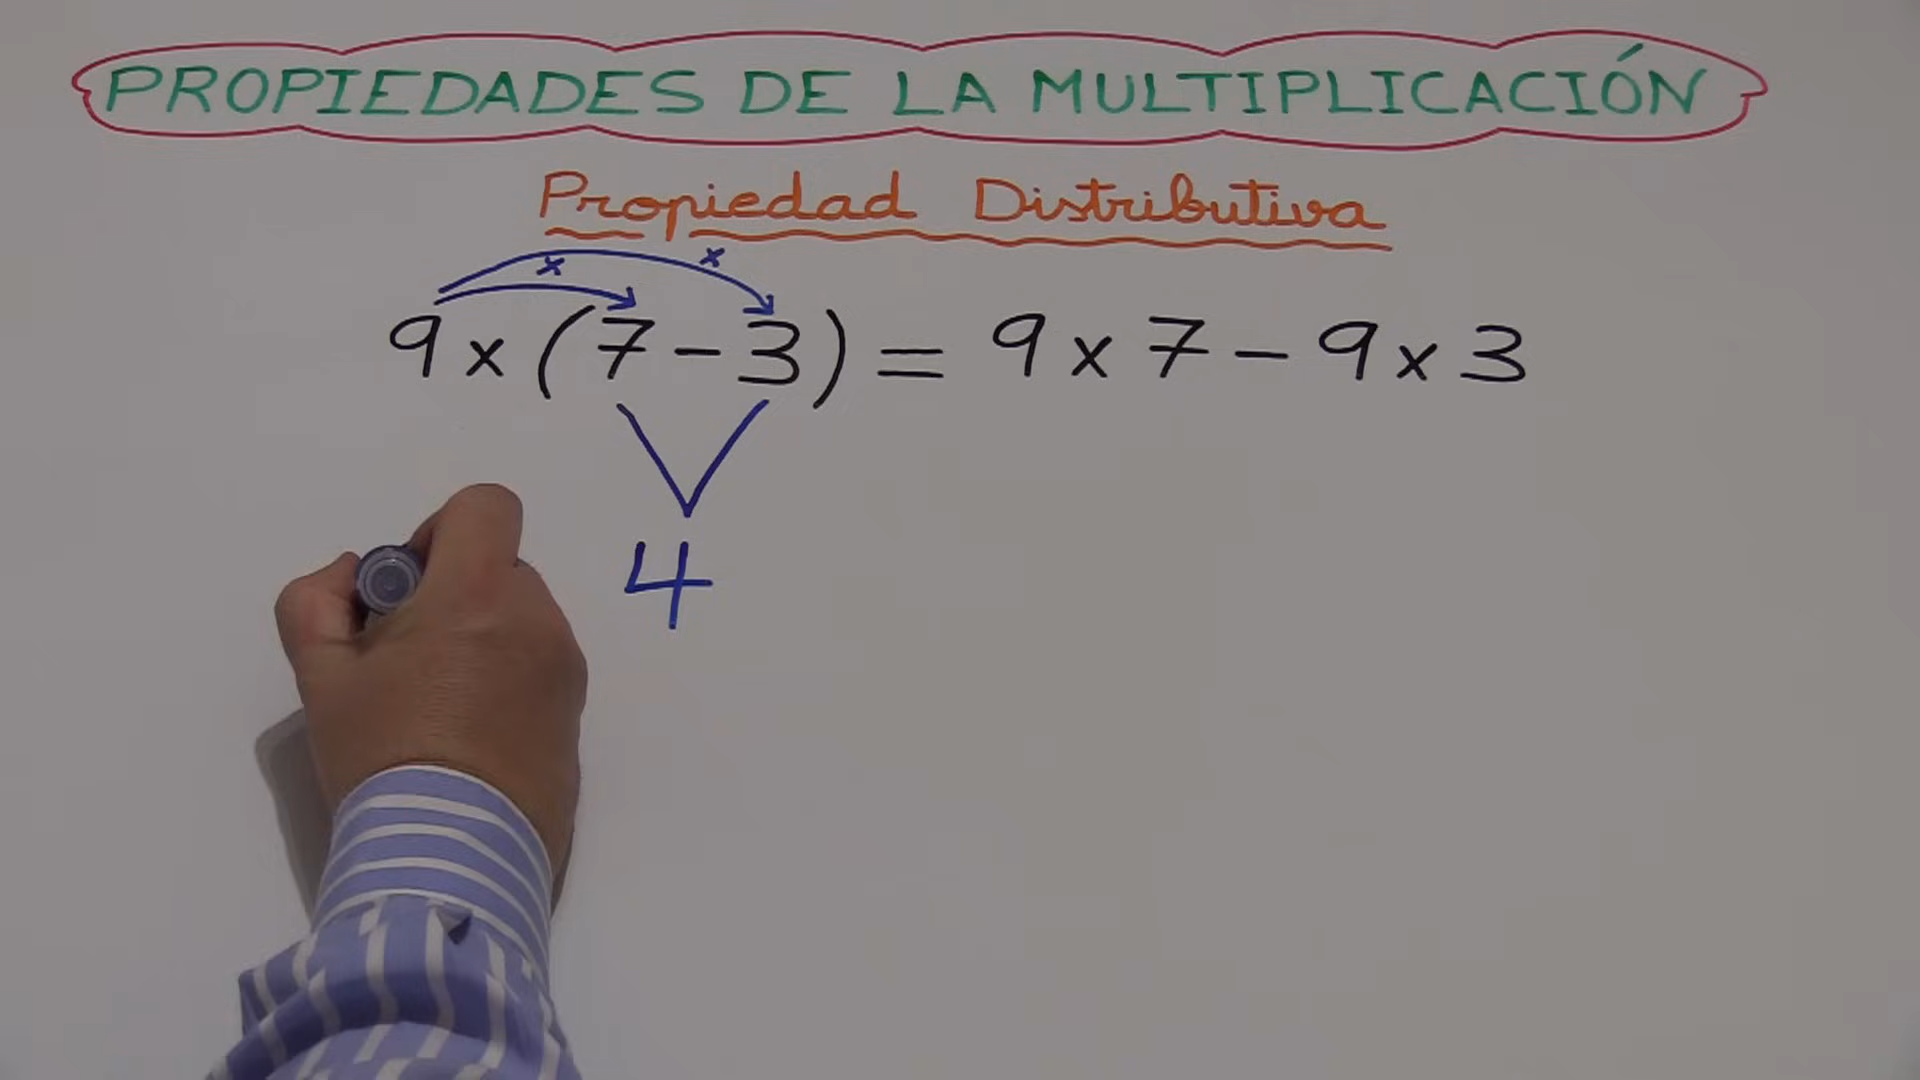 PROPIEDADES DE LA MULTIPLICACIÓN
Propiedad Distributiva
x x
9 x (7 - 3) = 9 x 7 - 9 x 3
4